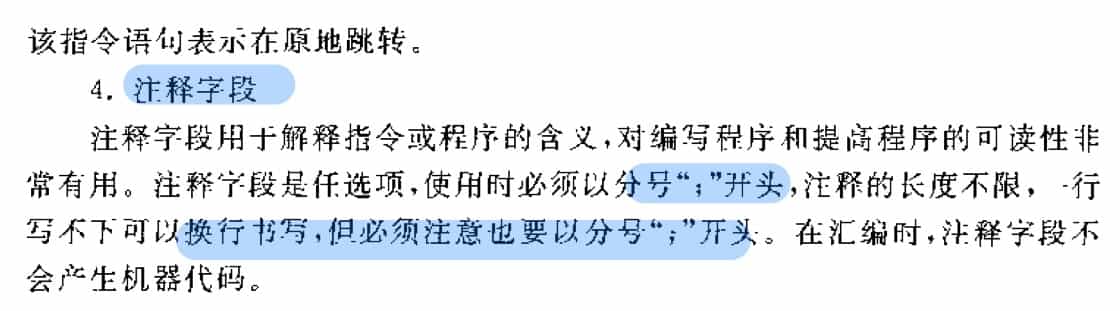 该指令语句表示在原地跳转。
4. 注释字段
注释字段用于解释指令或程序的含义,对编写程序和提高程序的可读性非
常有用。注释字段是任选项,使用时必须以分号“;”开头,注释的长度不限,一行
写不下可以换行书写,但必须注意也要以分号“;”开头。在汇编时,注释字段不
会产生机器代码。